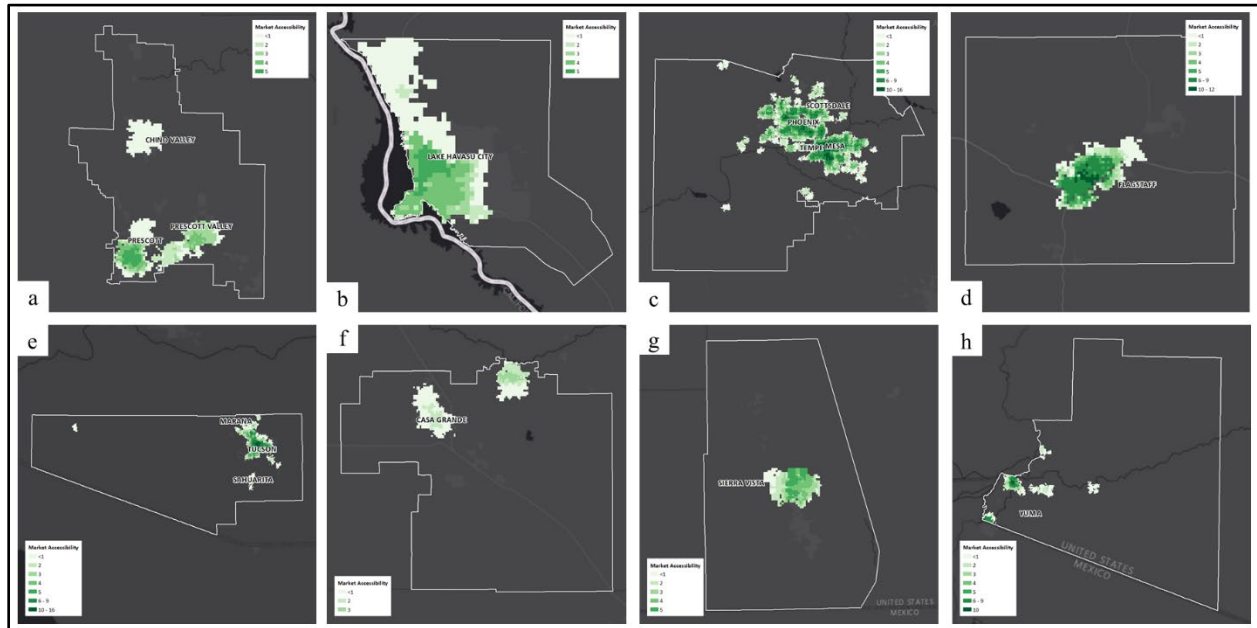 Market Accessibility
<1
2
3
4
5
CHINO VALLEY
PRESCOTT VALLEY
PRESCOTT
a
Market Accessibility
<1
2
3
4
5
LAKE HAVASU CITY
b
Market Accessibility
<1
2
3
4
5
6 - 9
10 - 16
SCOTTSDALE
PHOENIX
TEMPE
MESA
c
Market Accessibility
<1
2
3
4
5
6 - 9
10 - 12
FLAGSTAFF
d
e
MARANA
TUCSON
SAHUARITA
Market Accessibility
<1
2
3
4
5
6 - 9
10 - 16
f
CASA GRANDE
Market Accessibility
<1
2
3
g
SIERRA VISTA
Market Accessibility
<1
2
3
4
5
UNITED STATES
MEXICO
h
YUMA
UNITED STATES
MEXICO
Market Accessibility
<1
2
3
4
5
6 - 9
10